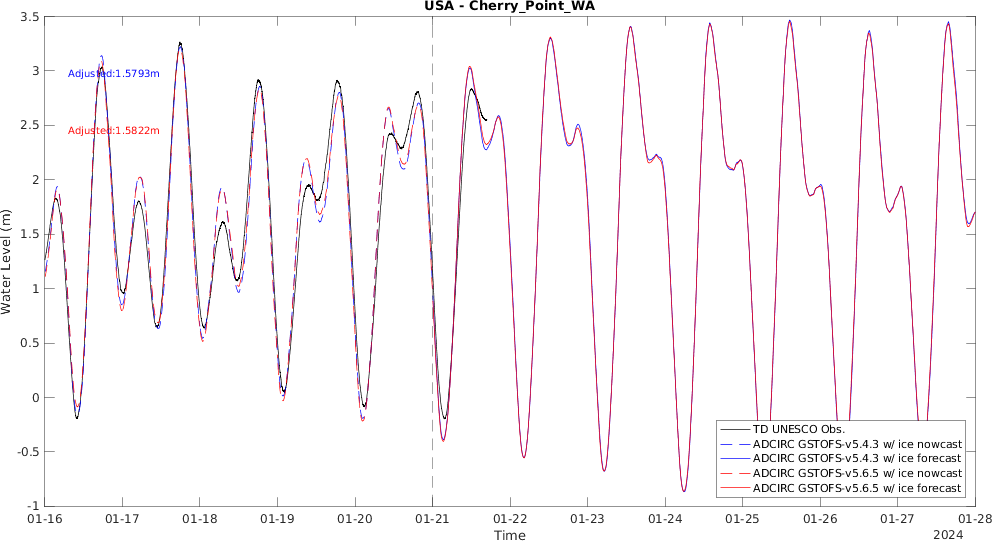 USA - Cherry_Point_WA
3.5
3
2.5
2
1.5
1
0.5
0
-0.5
-1
Water Level (m)
Adjusted:1.5793m
Adjusted:1.5822m
TD UNESCO Obs.
ADCIRC GSTOFS-v5.4.3 w/ ice nowcast
ADCIRC GSTOFS-v5.4.3 w/ ice forecast
ADCIRC GSTOFS-v5.6.5 w/ ice nowcast
ADCIRC GSTOFS-v5.6.5 w/ ice forecast
01-16 01-17 01-18 01-19 01-20 01-21 01-22 01-23 01-24 01-25 01-26 01-27 01-28
Time
2024